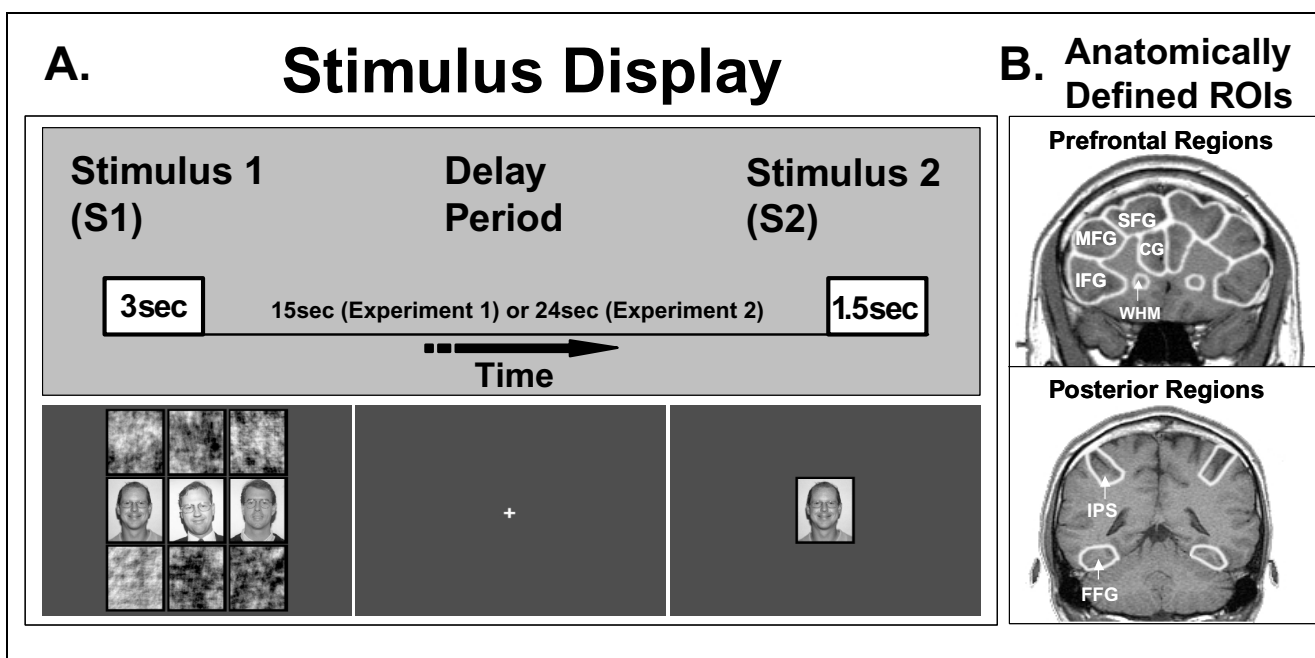 A.
Stimulus Display
Stimulus 1
(S1)
Delay
Period
Stimulus 2
(S2)
3sec
15sec (Experiment 1) or 24sec (Experiment 2)
1.5sec
Time
+
B. Anatomically
Defined ROIs
Prefrontal Regions
SFG
MFG
CG
IFG
WHM
Posterior Regions
IPS
FFG